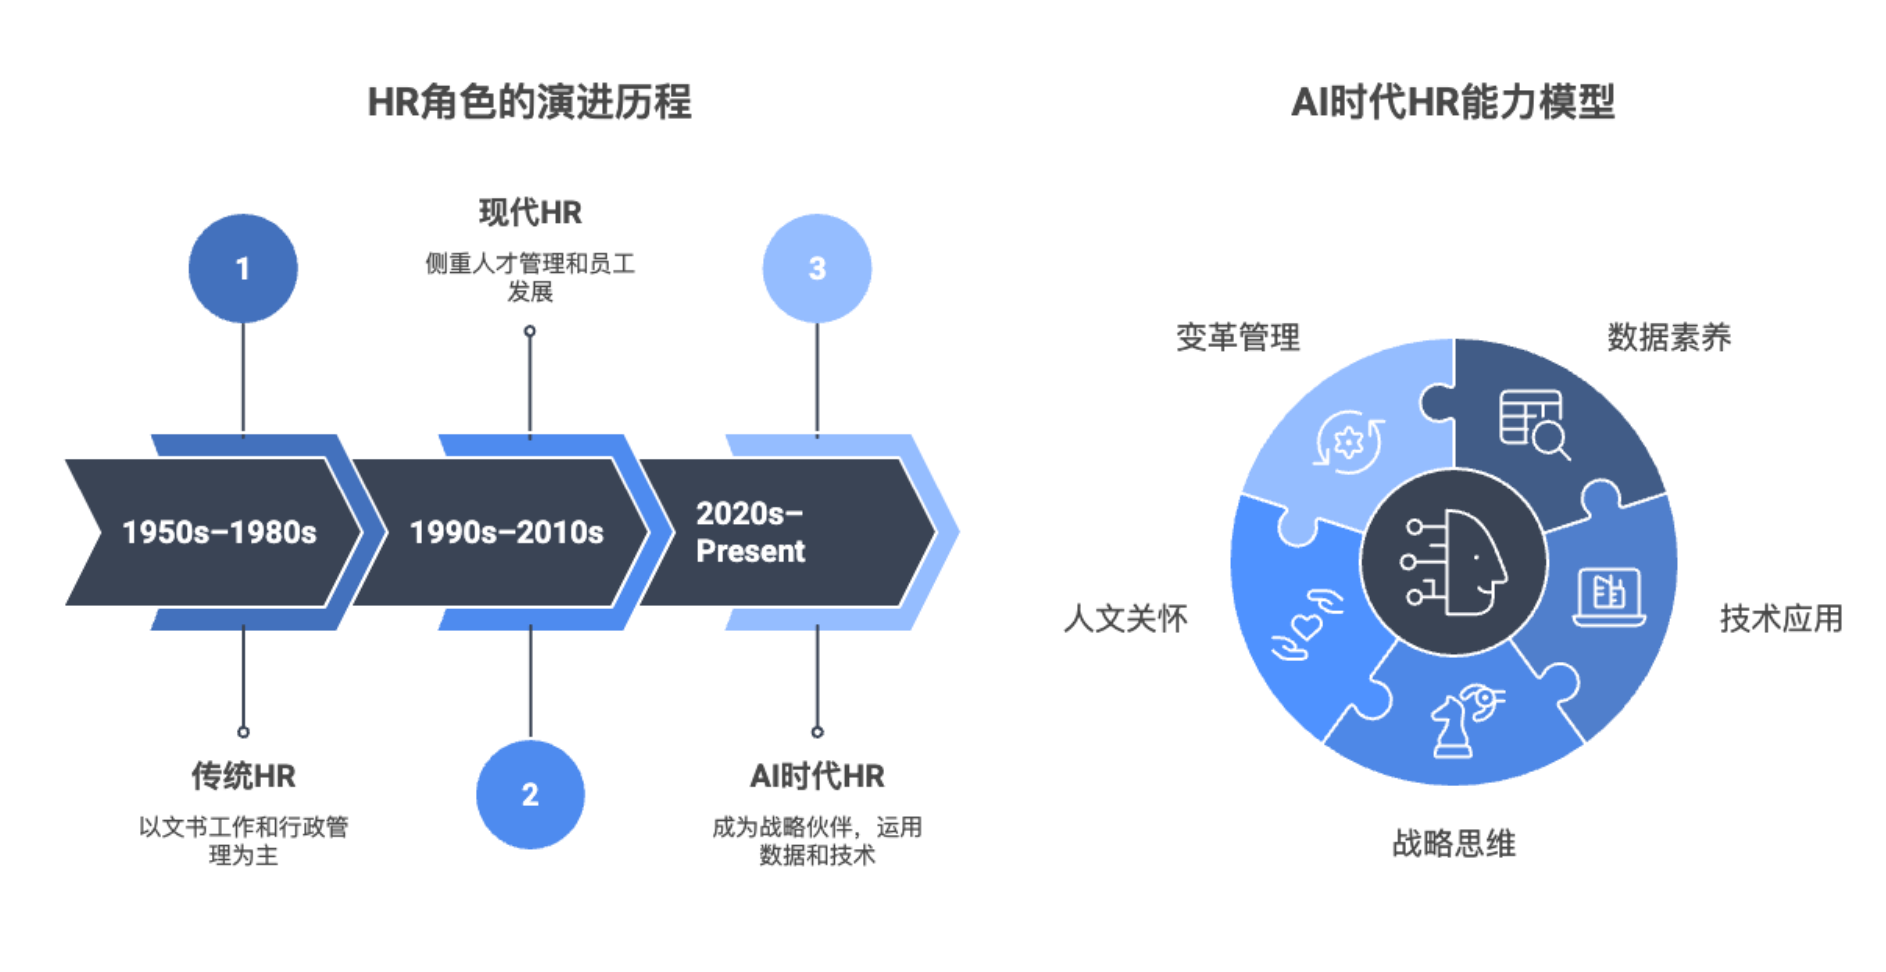 HR角色的演进历程
1
现代HR
侧重人才管理和员工
发展
3
1950s–1980s
1990s–2010s
2020s–
Present
传统HR
以文书工作和行政管
理为主
2
AI时代HR
成为战略伙伴，运用
数据和技术
AI时代HR能力模型
变革管理
数据素养
人文关怀
技术应用
战略思维